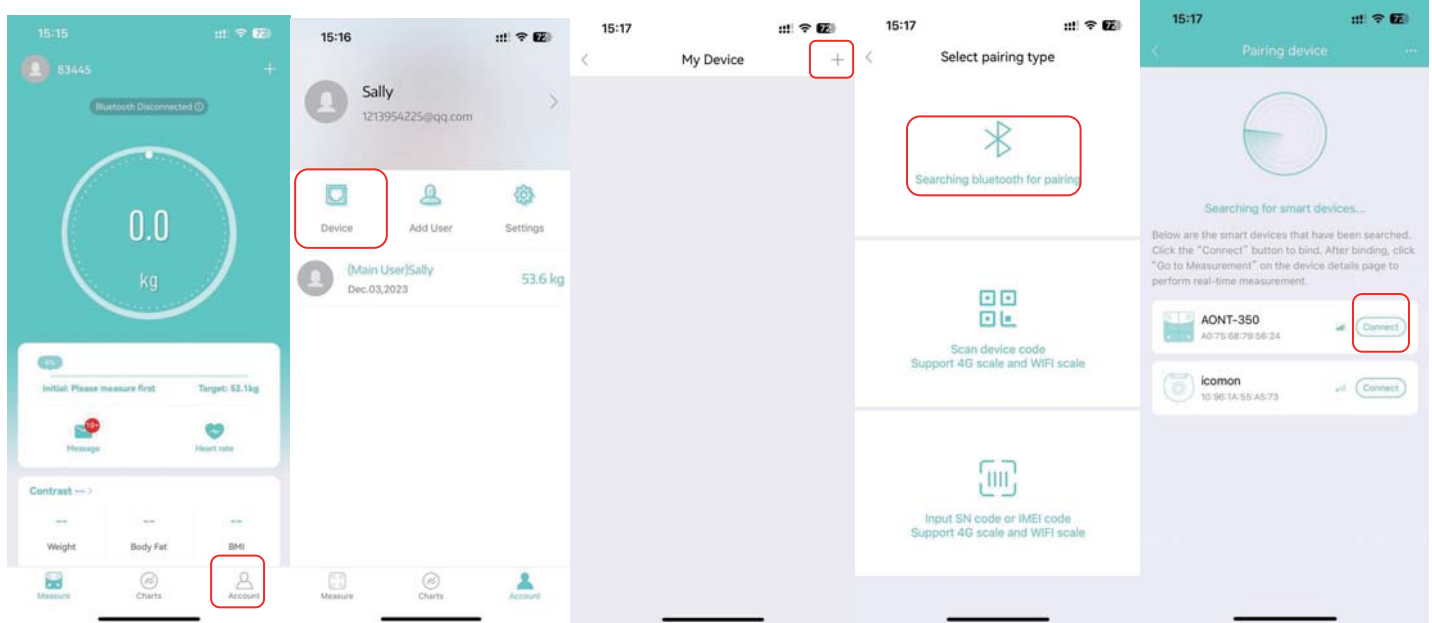 15:15
72
83445
Bluetooth Disconnected
0.0
kg
0%
Initial: Please measure first
Target: 53.1kg
15+
Message
Heart rate
Contrast -- >
-- -- --
Weight
Body Fat
BMI
Measure
Charts
Account
15:16
72
Sally
1213954225@qq.com
Device
Add User
Settings
(Main User)Sally
53.6 kg
Dec.03,2023
Measure
Charts
Account
15:17
72
My Device
15:17
72
Select pairing type
Searching bluetooth for pairing
Scan device code
Support 4G scale and WIFI scale
Input SN code or IMEI code
Support 4G scale and WIFI scale
15:17
72
Pairing device
Searching for smart devices...
Below are the smart devices that have been searched.
Click the "Connect" button to bind. After binding, click
"Go to Measurement" on the device details page to
perform real-time measurement.
AONT-350
A0:75:68:79:56:24
Connect
icomon
10:96:1A:55:A5:73
Connect